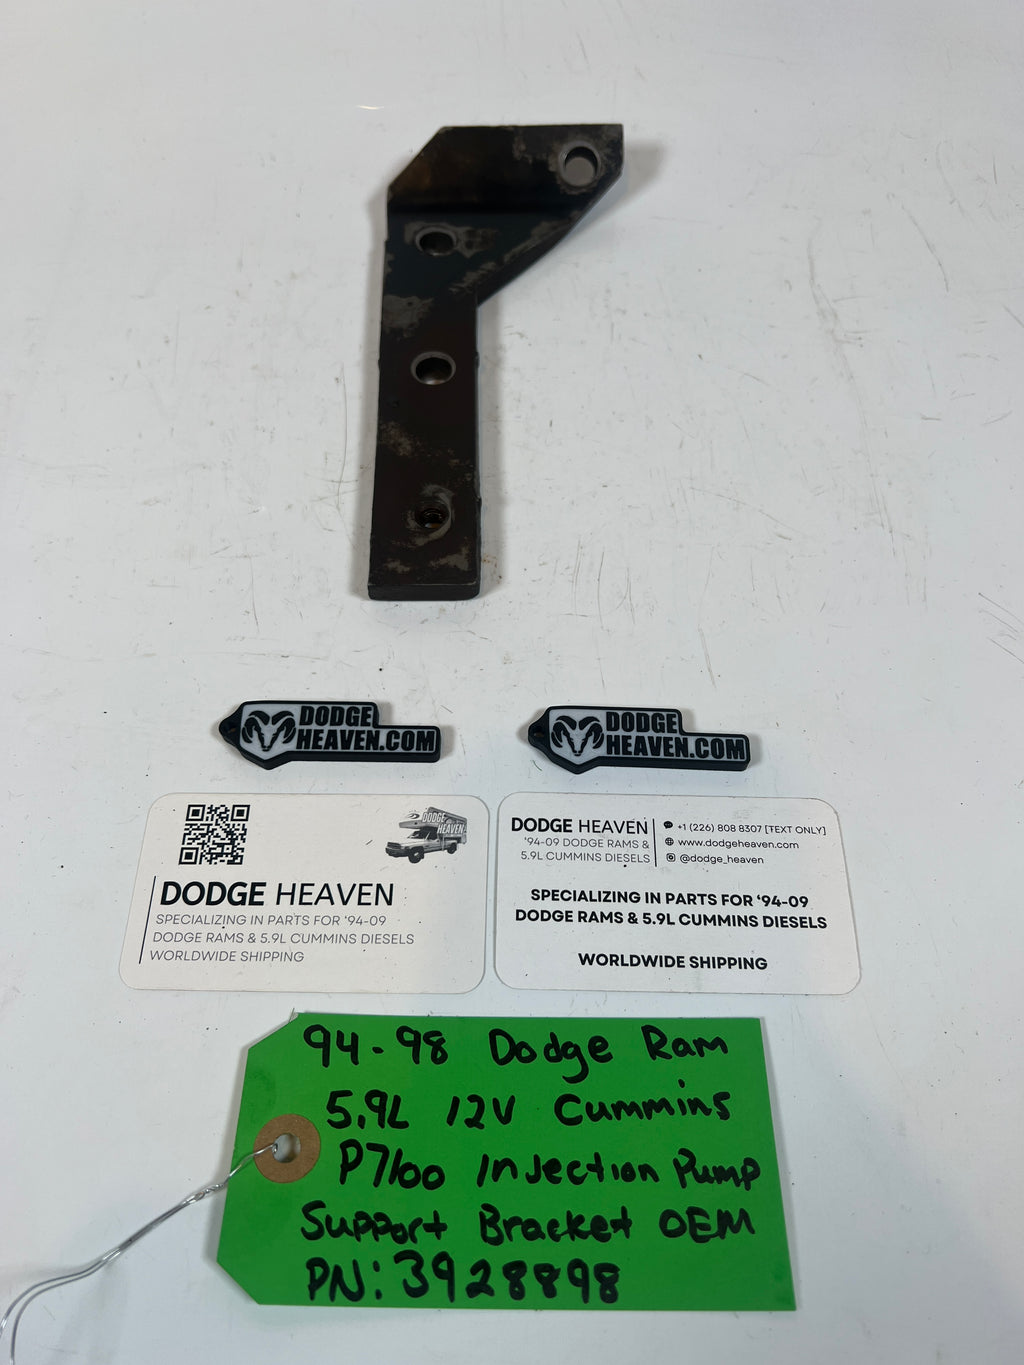 DODGE
HEAVEN.COM
DODGE
HEAVEN.COM
DODGE
HEAVEN
DODGE HEAVEN
SPECIALIZING IN PARTS FOR '94-09
DODGE RAMS & 5.9L CUMMINS DIESELS
WORLDWIDE SHIPPING
DODGE HEAVEN
'94-09 DODGE RAMS &
5.9L CUMMINS DIESELS
+1 (226) 808 8307 [TEXT ONLY]
www.dodgeheaven.com
@dodge_heaven
SPECIALIZING IN PARTS FOR '94-09
DODGE RAMS & 5.9L CUMMINS DIESELS
WORLDWIDE SHIPPING
94-98 Dodge Ram
5.9L 12V Cummins
P7100 Injection Pump
Support Bracket OEM
PN: 3928898